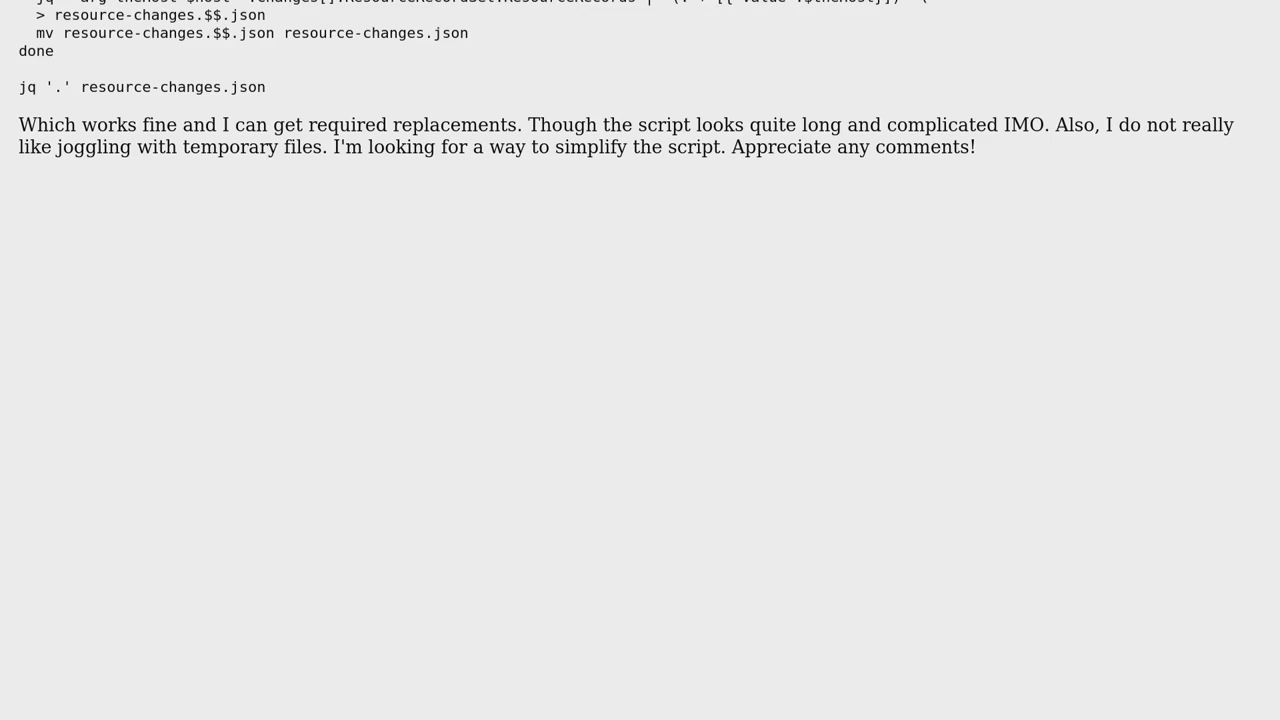 > resource-changes.$$.json
mv resource-changes.$$.json resource-changes.json
done
jq '.' resource-changes.json
Which works fine and I can get required replacements. Though the script looks quite long and complicated IMO. Also, I do not really
like joggling with temporary files. I'm looking for a way to simplify the script. Appreciate any comments!